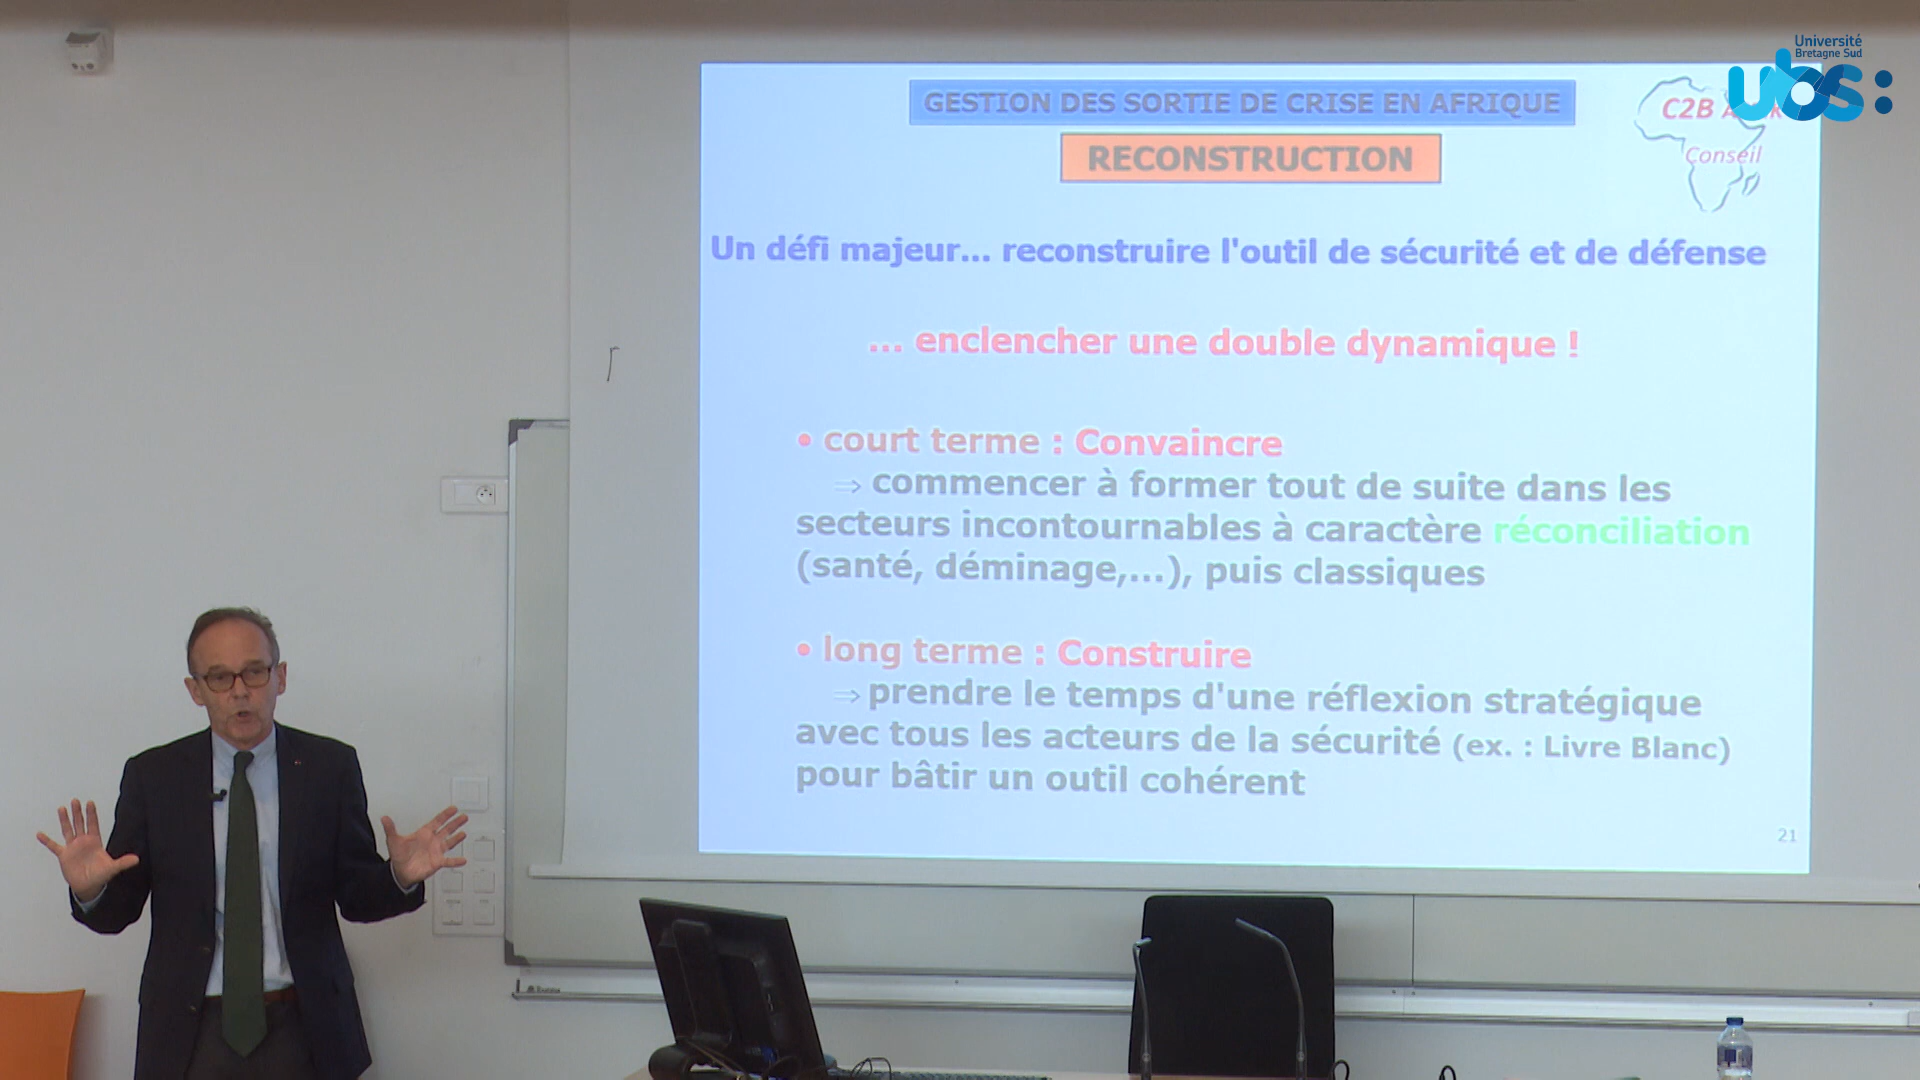 Université
Bretagne Sud
ubs:
GESTION DES SORTIE DE CRISE EN AFRIQUE
C2B
Conseil
RECONSTRUCTION
Un défi majeur... reconstruire l'outil de sécurité et de défense
... enclencher une double dynamique !
• court terme : Convaincre
⇒ commencer à former tout de suite dans les
secteurs incontournables à caractère réconciliation
(santé, déminage,...), puis classiques
• long terme : Construire
⇒ prendre le temps d'une réflexion stratégique
avec tous les acteurs de la sécurité (ex. : Livre Blanc)
pour bâtir un outil cohérent
21